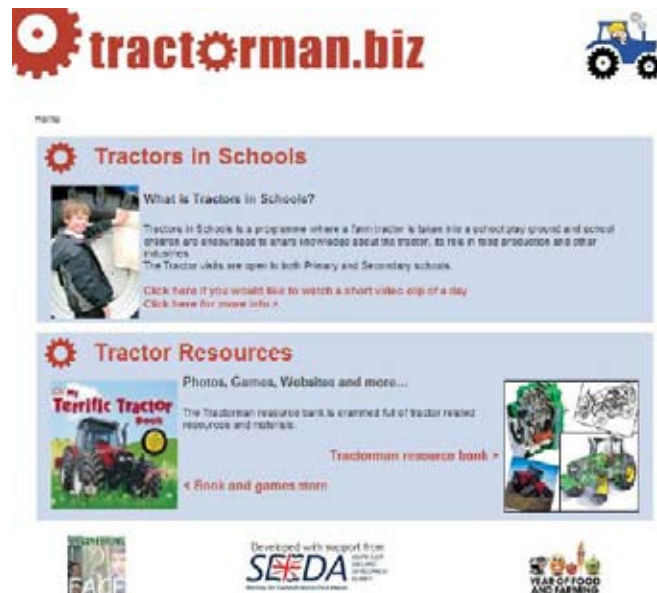 tractorman.biz
Home
Tractors in Schools
What is Tractors in Schools?
Tractors in Schools is a programme where a farm tractor is taken into a school play ground and school
children are encouraged to share knowledge about the tractor, its role in food production and other
industries
The Tractor visits are open to both Primary and Secondary schools.
Click here if you would like to watch a short video clip of a day
Click here for more info >
Tractor Resources
My
Terrific Tractor
Book
Photos, Games, Websites and more...
The Tractorman resource bank is crammed full of tractor related
resources and materials.
Tractorman resource bank >
< Book and games more
FACE
Developed with support from
SEEDA
YEAR OF FOOD
AND FARMING